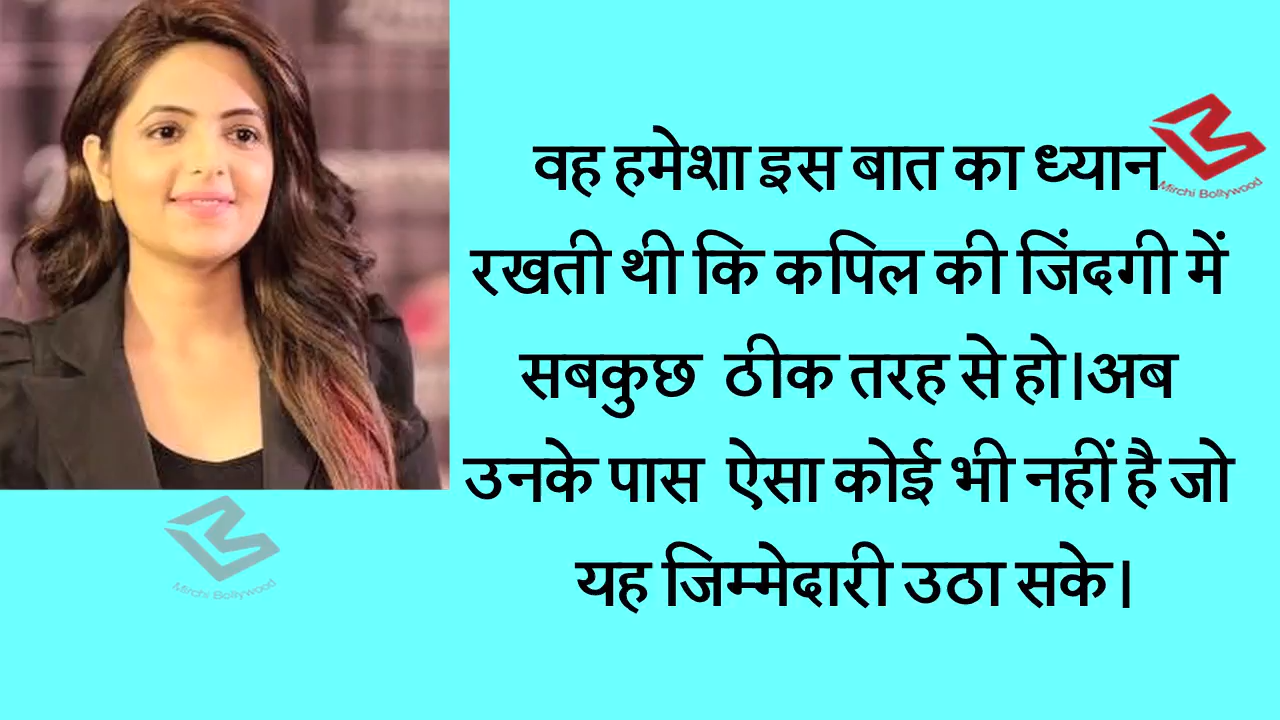 वह हमेशा इस बात का ध्यान
रखती थी कि कपिल की जिंदगी में
सबकुछ ठीक तरह से हो।अब
उनके पास ऐसा कोई भी नहीं है जो
यह जिम्मेदारी उठा सके।
Mirchi Bollywood
Mirchi Bollywood